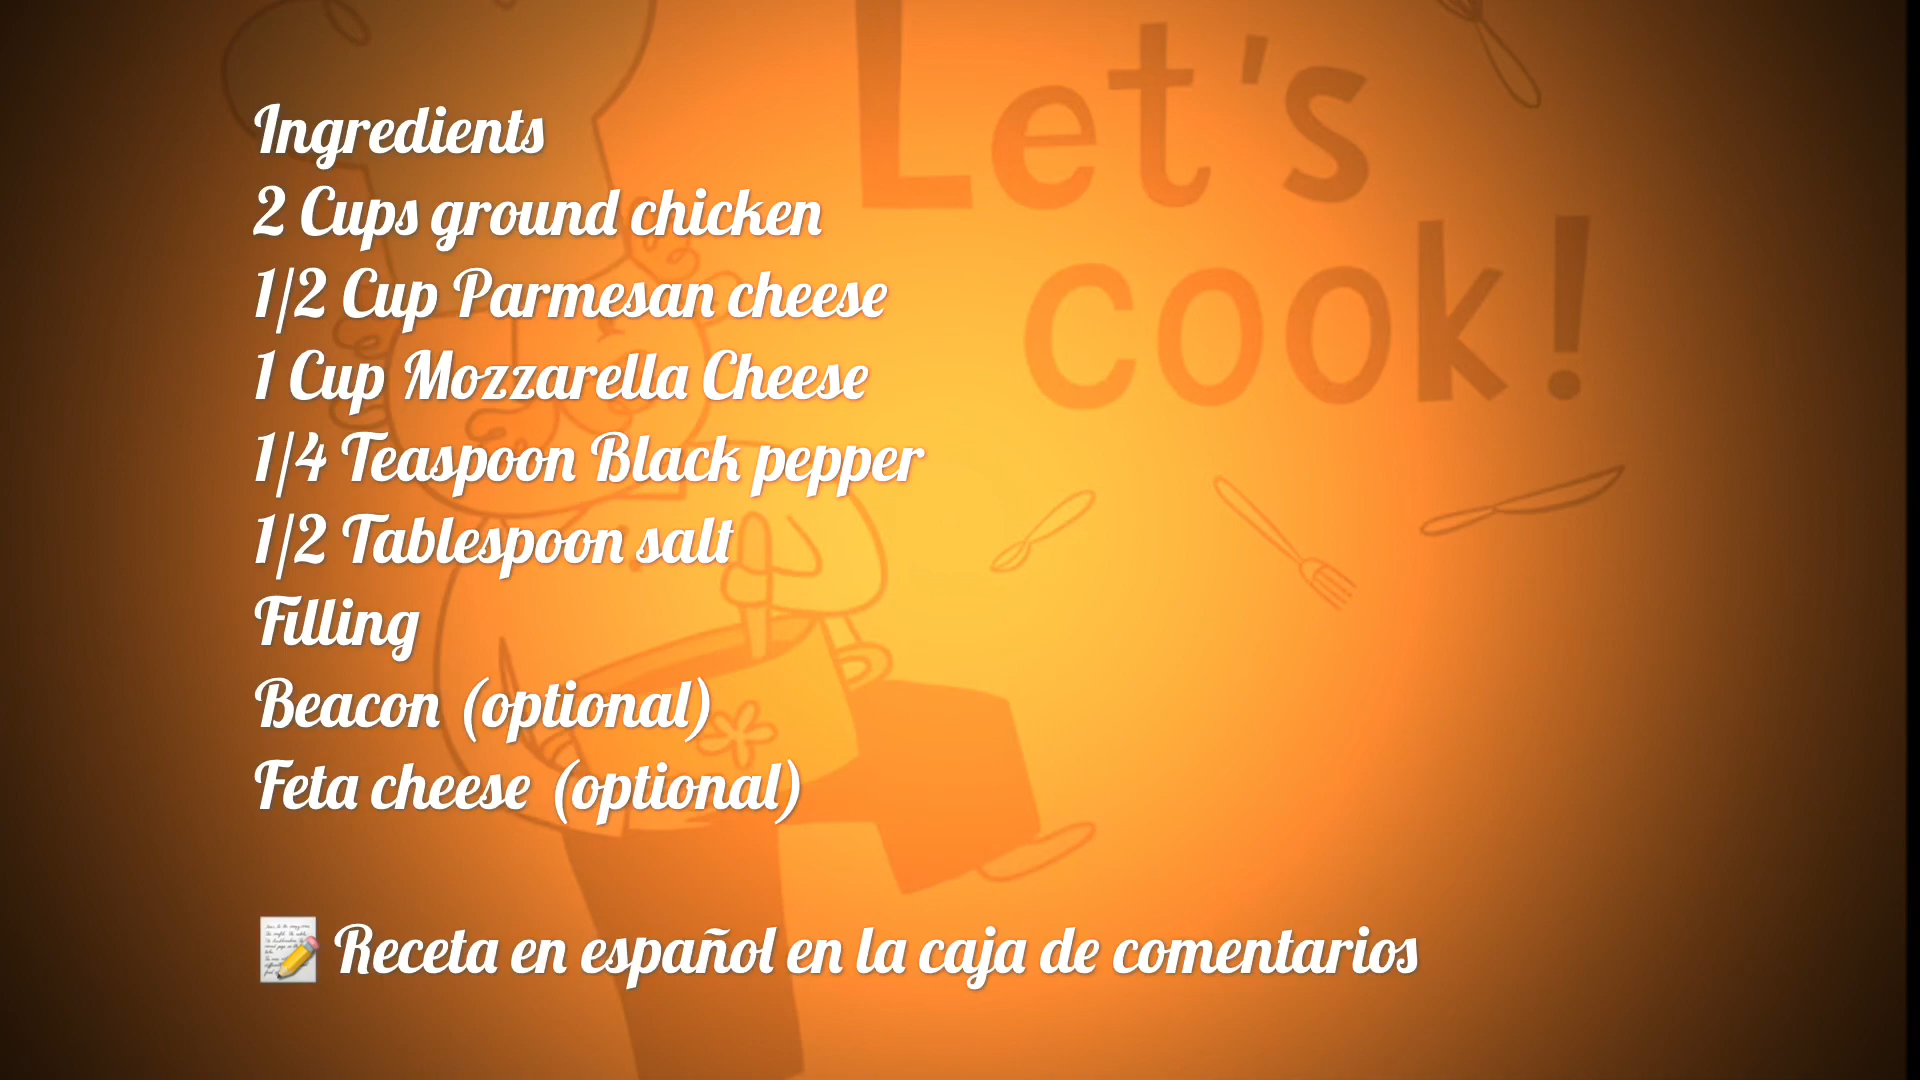 Let's
cook!
Ingredients
2 Cups ground chicken
1/2 Cup Parmesan cheese
1 Cup Mozzarella Cheese
1/4 Teaspoon Black pepper
1/2 Tablespoon salt
Filling
Beacon (optional)
Feta cheese (optional)
Receta en español en la caja de comentarios